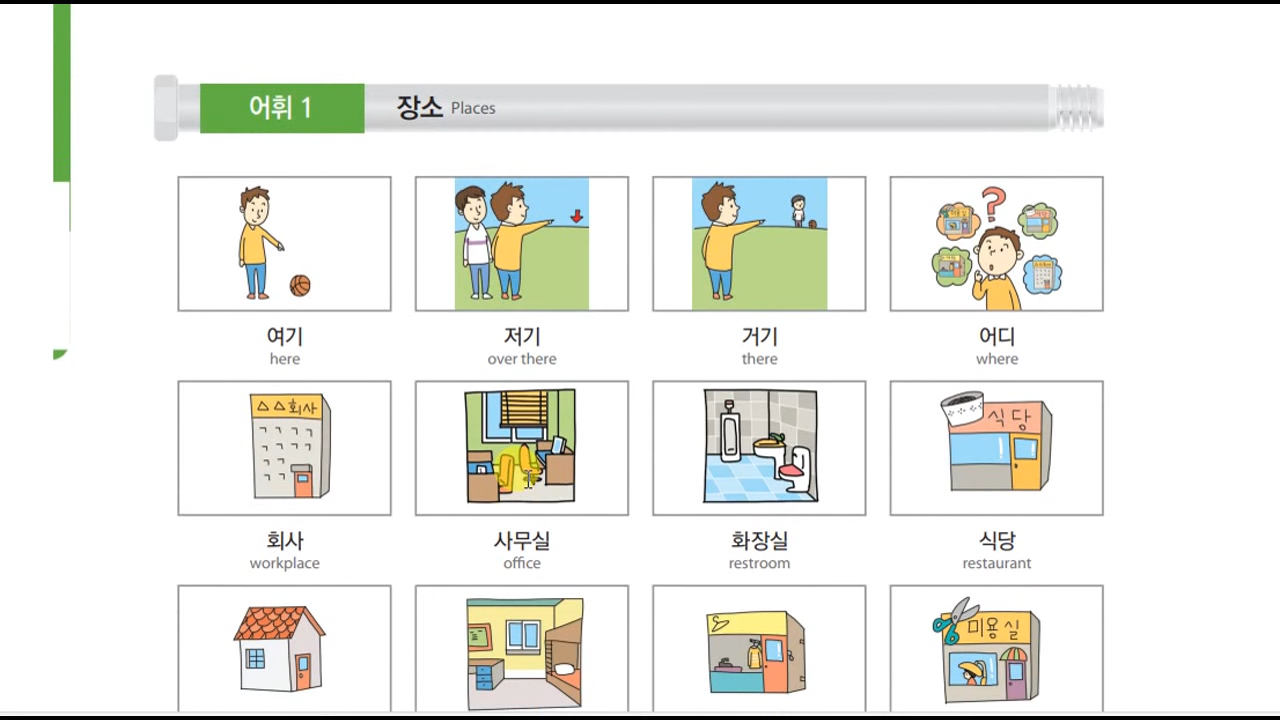 어휘 1
장소 Places
여기
here
저기
over there
거기
there
어디
where
△△회사
식당
회사
workplace
사무실
office
화장실
restroom
식당
restaurant
미용실